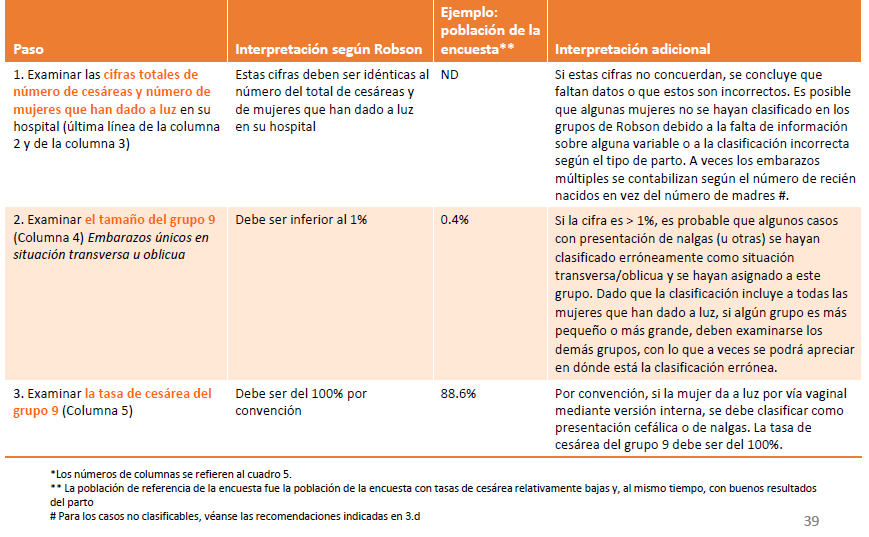 Paso
Interpretación según Robson
Ejemplo:
población de la
encuesta**
Interpretación adicional
1. Examinar las cifras totales de
número de cesáreas y número de
mujeres que han dado a luz en su
hospital (última línea de la columna
2 y de la columna 3)
Estas cifras deben ser idénticas al
número del total de cesáreas y
de mujeres que han dado a luz
en su hospital
ND
Si estas cifras no concuerdan, se concluye que
faltan datos o que estos son incorrectos. Es posible
que algunas mujeres no se hayan clasificado en los
grupos de Robson debido a la falta de información
sobre alguna variable o a la clasificación incorrecta
según el tipo de parto. A veces los embarazos
múltiples se contabilizan según el número de recién
nacidos en vez del número de madres #.
2. Examinar el tamaño del grupo 9
(Columna 4) Embarazos únicos en
situación transversa u oblicua
Debe ser inferior al 1%
0.4%
Si la cifra es > 1%, es probable que algunos casos
con presentación de nalgas (u otras) se hayan
clasificado erróneamente como situación
transversa/oblicua y se hayan asignado a este
grupo. Dado que la clasificación incluye a todas las
mujeres que han dado a luz, si algún grupo es más
pequeño o más grande, deben examinarse los
demás grupos, con lo que a veces se podrá apreciar
en dónde está la clasificación errónea.
3. Examinar la tasa de cesárea del
grupo 9 (Columna 5)
Debe ser del 100% por
convención
88.6%
Por convención, si la mujer da a luz por vía vaginal
mediante versión interna, se debe clasificar como
presentación cefálica o de nalgas. La tasa de
cesárea del grupo 9 debe ser del 100%.
*Los números de columnas se refieren al cuadro 5.
** La población de referencia de la encuesta fue la población de la encuesta con tasas de cesárea relativamente bajas y, al mismo tiempo, con buenos resultados
del parto
# Para los casos no clasificables, véanse las recomendaciones indicadas en 3.d
39